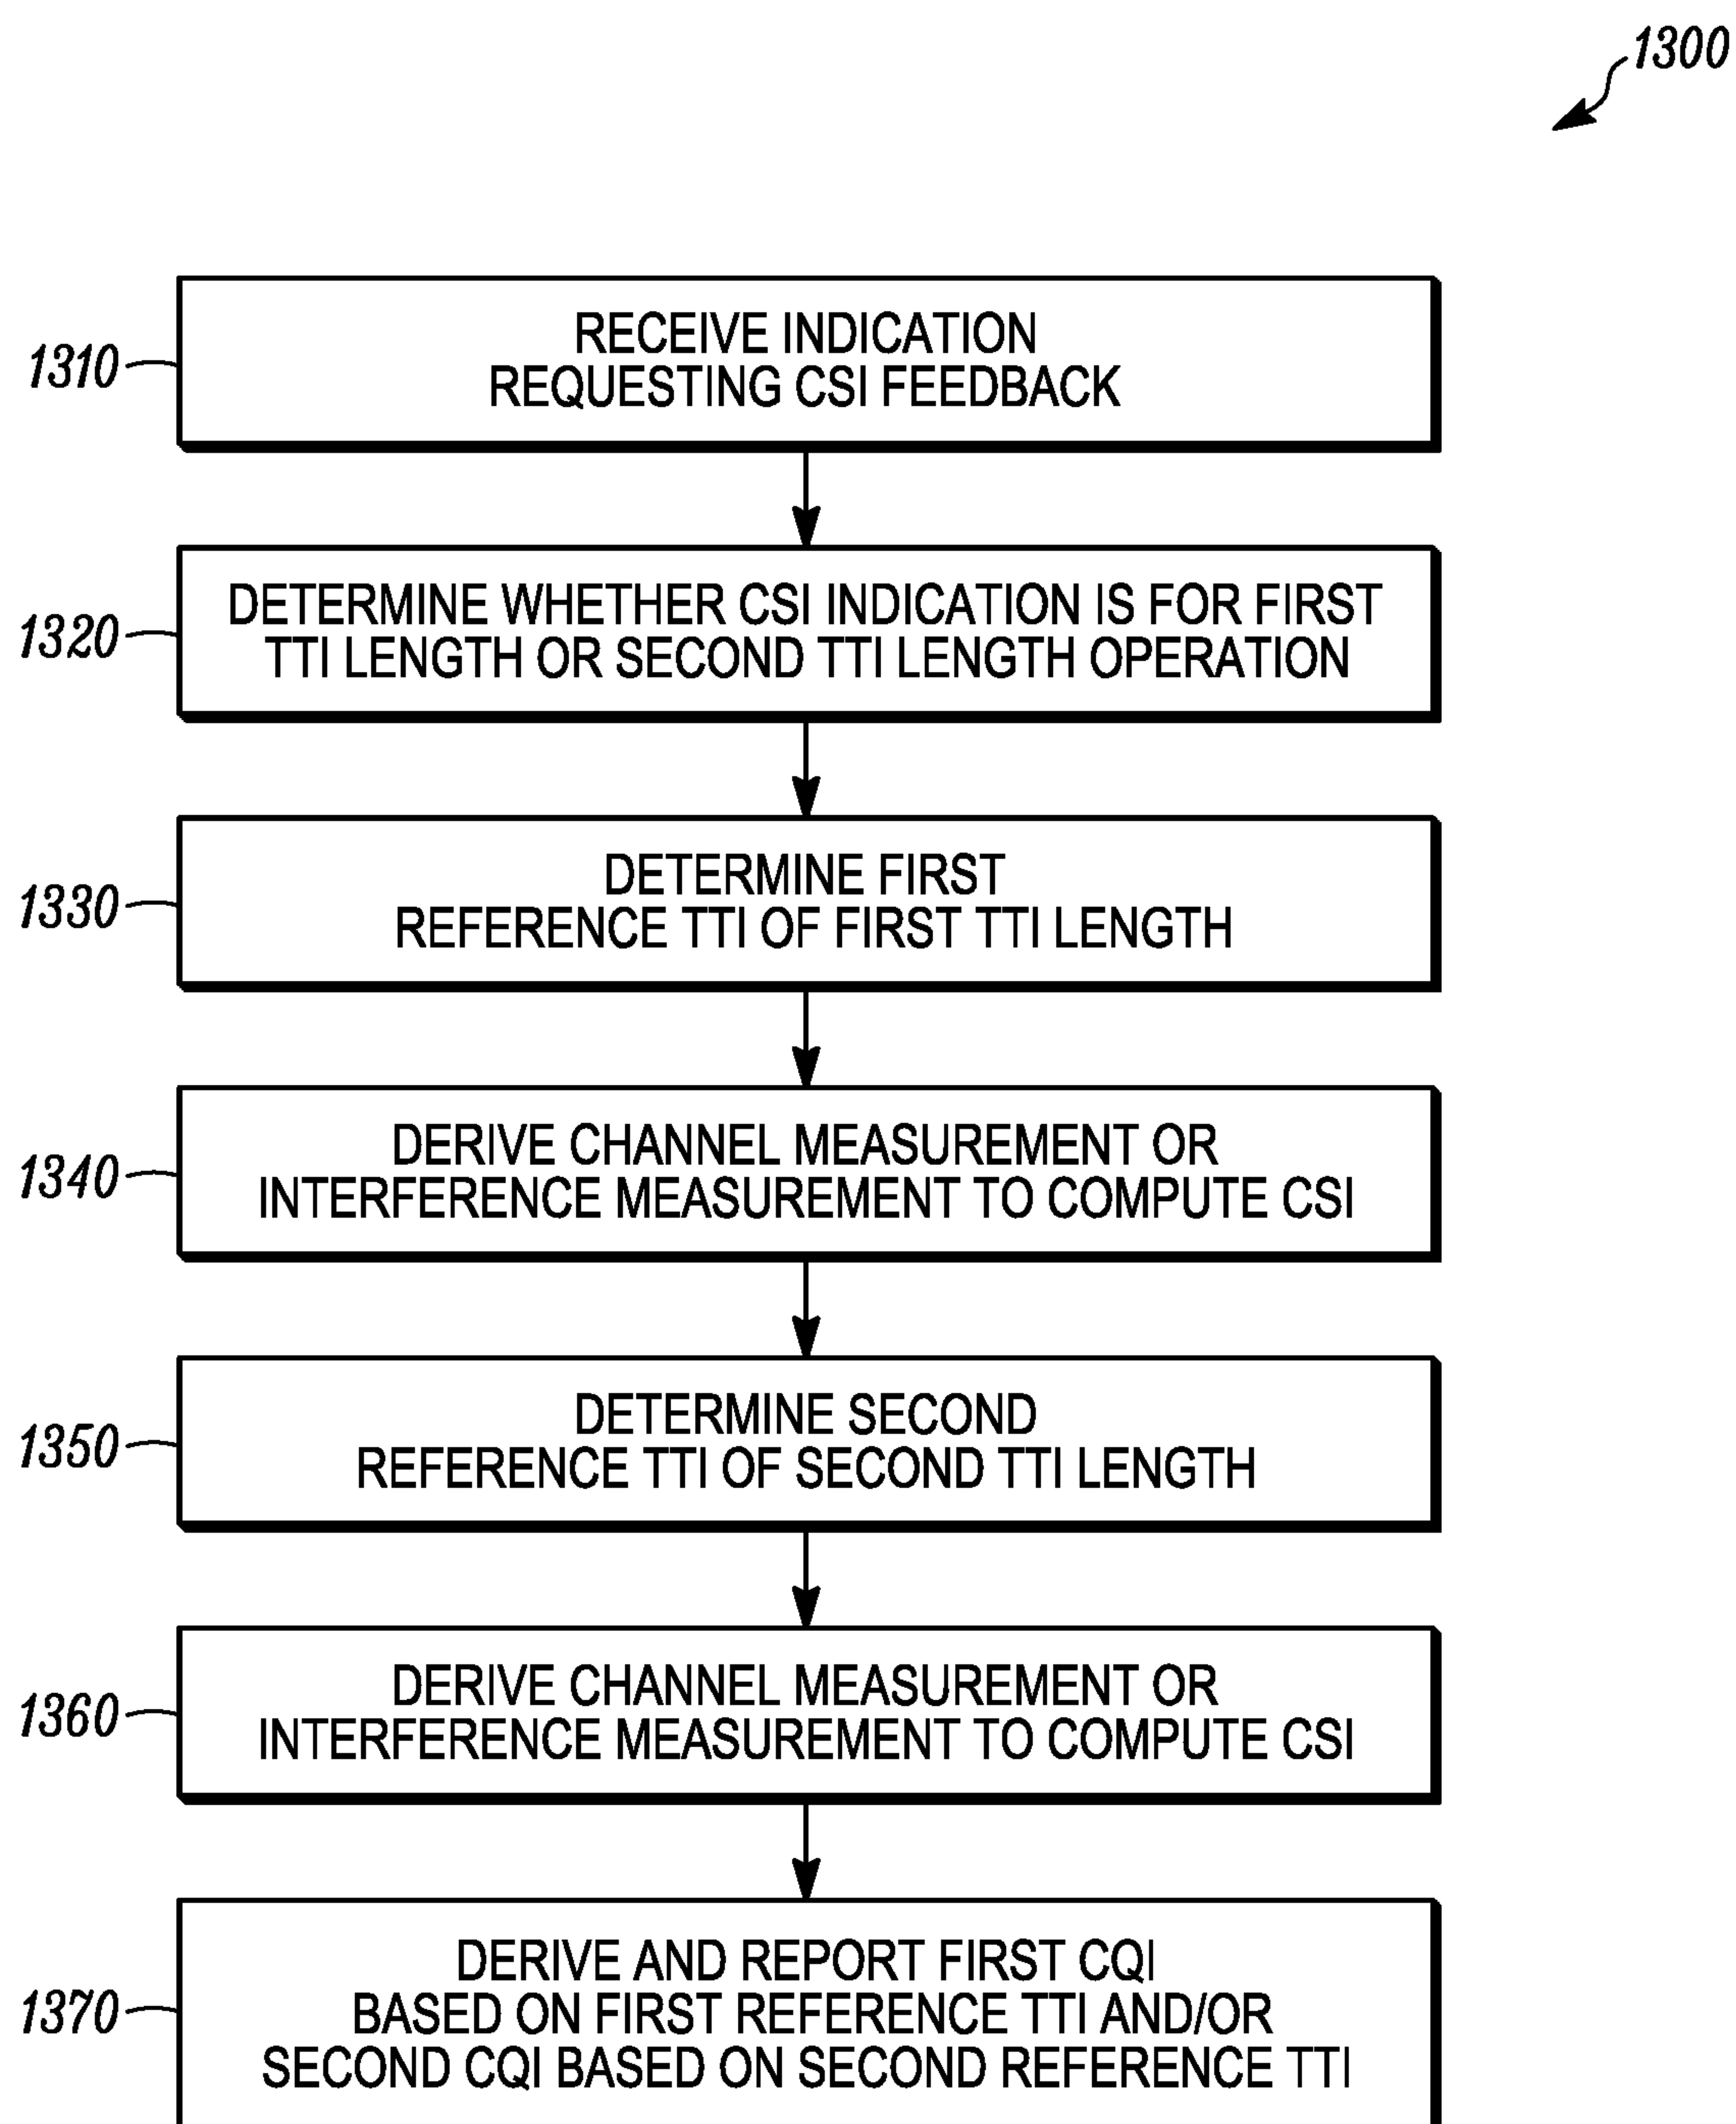 1300
1310
RECEIVE INDICATION
REQUESTING CSI FEEDBACK
1320
DETERMINE WHETHER CSI INDICATION IS FOR FIRST
TTI LENGTH OR SECOND TTI LENGTH OPERATION
1330
DETERMINE FIRST
REFERENCE TTI OF FIRST TTI LENGTH
1340
DERIVE CHANNEL MEASUREMENT OR
INTERFERENCE MEASUREMENT TO COMPUTE CSI
1350
DETERMINE SECOND
REFERENCE TTI OF SECOND TTI LENGTH
1360
DERIVE CHANNEL MEASUREMENT OR
INTERFERENCE MEASUREMENT TO COMPUTE CSI
1370
DERIVE AND REPORT FIRST CQI
BASED ON FIRST REFERENCE TTI AND/OR
SECOND CQI BASED ON SECOND REFERENCE TTI